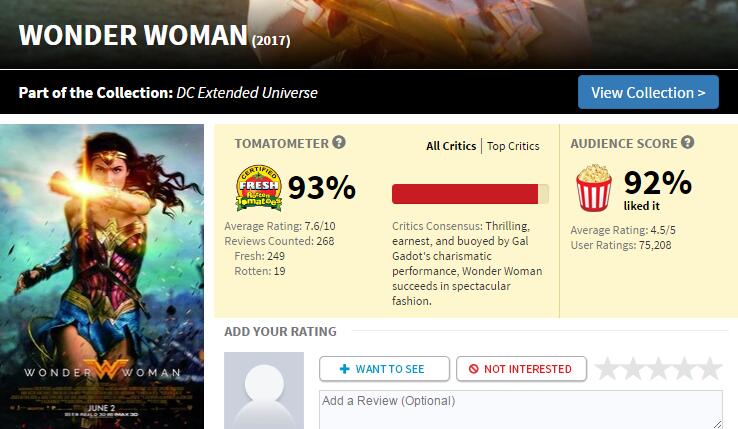 WONDER WOMAN (2017)
Part of the Collection: DC Extended Universe
View Collection >
TOMATOMETER ?
All Critics | Top Critics
CERTIFIED
FRESH
Rotten
Tomatoes
93%
Average Rating: 7.6/10
Reviews Counted: 268
Fresh: 249
Rotten: 19
Critics Consensus: Thrilling,
earnest, and buoyed by Gal
Gadot's charismatic
performance, Wonder Woman
succeeds in spectacular
fashion.
AUDIENCE SCORE ?
92%
liked it
Average Rating: 4.5/5
User Ratings: 75,208
WONDER WOMAN
JUNE 2
ADD YOUR RATING
WANT TO SEE
NOT INTERESTED
Add a Review (Optional)